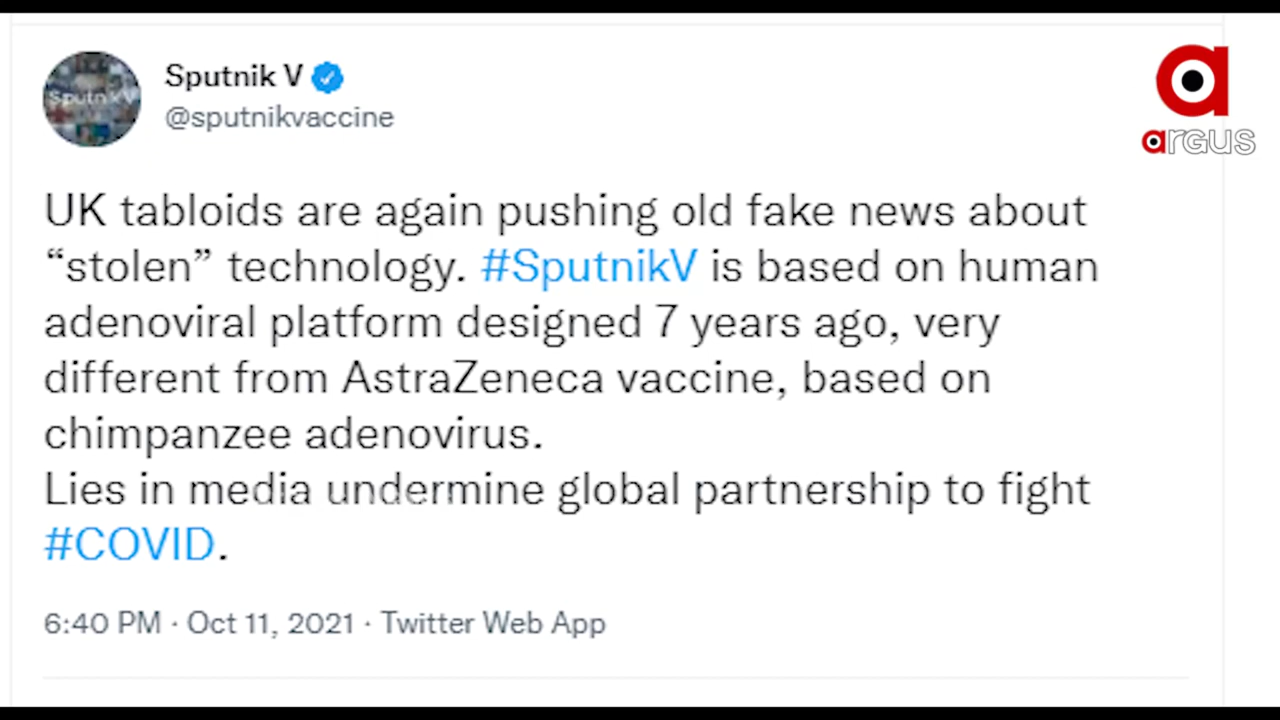 Sputnik V
@sputnikvaccine
argus
SputnikV
UK tabloids are again pushing old fake news about
“stolen” technology. #SputnikV is based on human
adenoviral platform designed 7 years ago, very
different from AstraZeneca vaccine, based on
chimpanzee adenovirus.
Lies in media undermine global partnership to fight
#COVID.
6:40 PM · Oct 11, 2021 · Twitter Web App